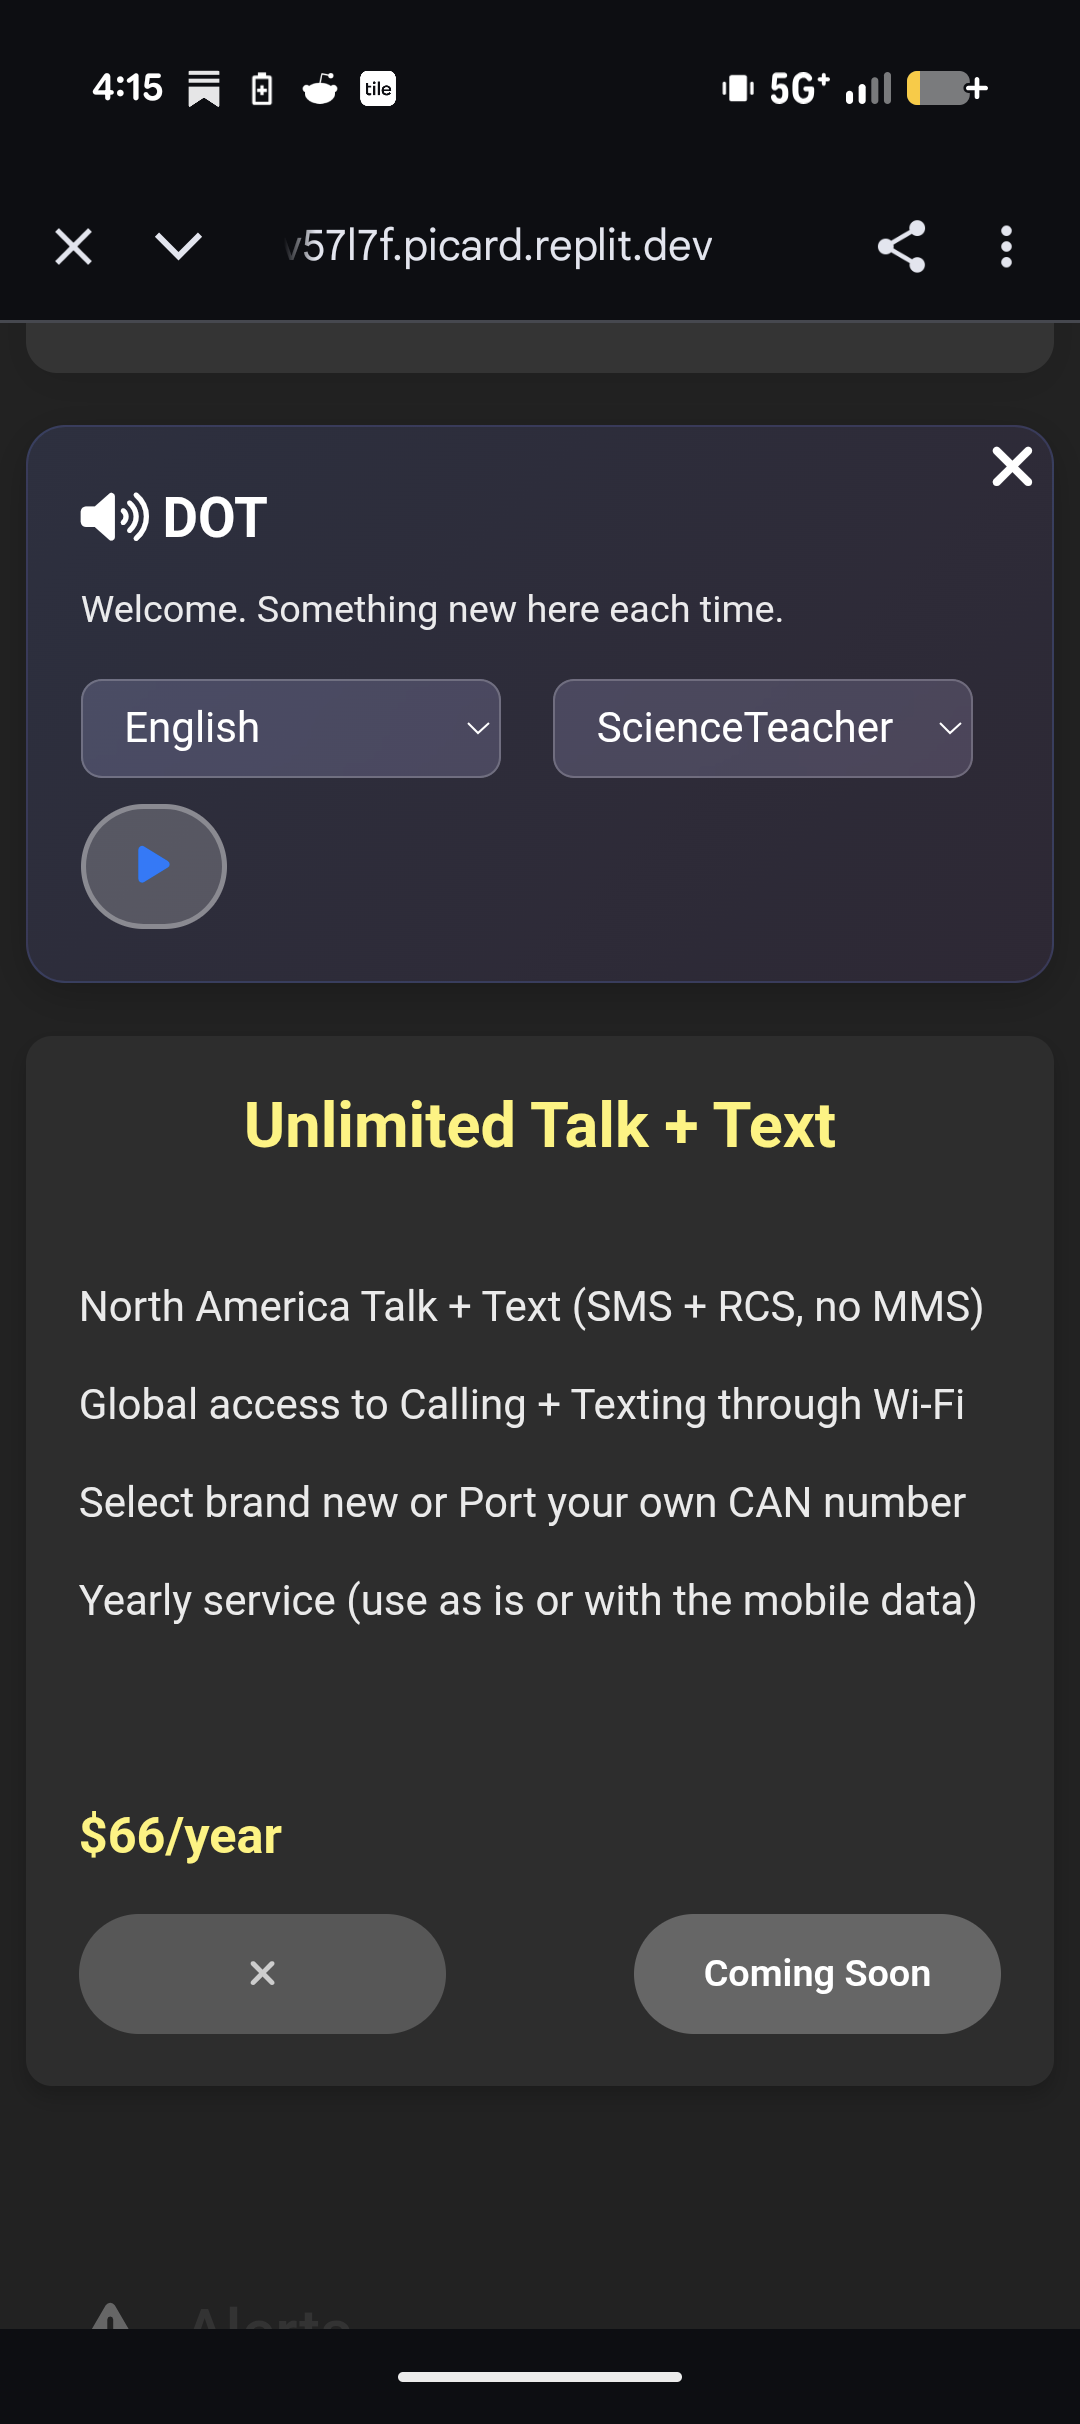 4:15
tile
5G+
v57l7f.picard.replit.dev
DOT
Welcome. Something new here each time.
English
ScienceTeacher
Unlimited Talk + Text
North America Talk + Text (SMS + RCS, no MMS)
Global access to Calling + Texting through Wi-Fi
Select brand new or Port your own CAN number
Yearly service (use as is or with the mobile data)
$66/year
Coming Soon
Alerts